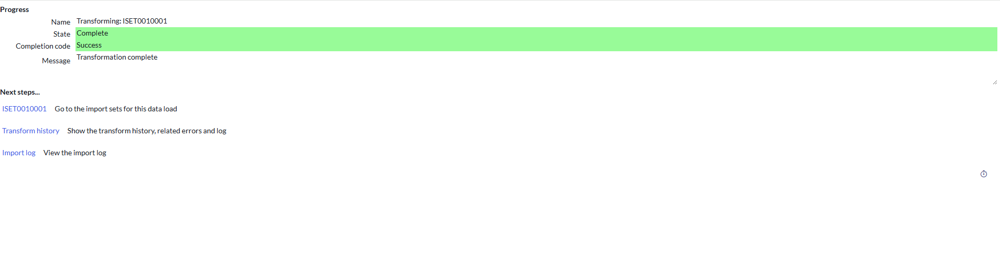 Progress
Name Transforming: ISET0010001
State Complete
Completion code Success
Message Transformation complete
Next steps...
ISET0010001 Go to the import sets for this data load
Transform history Show the transform history, related errors and log
Import log View the import log